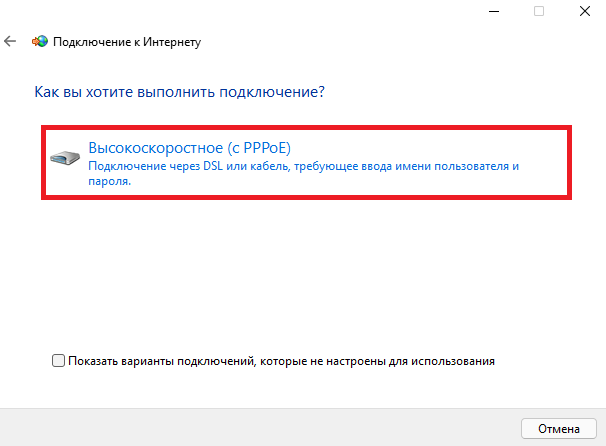 Подключение к Интернету
Как вы хотите выполнить подключение?
Высокоскоростное (с PPPoE)
Подключение через DSL или кабель, требующее ввода имени пользователя и
пароля.
Показать варианты подключений, которые не настроены для использования
Отмена